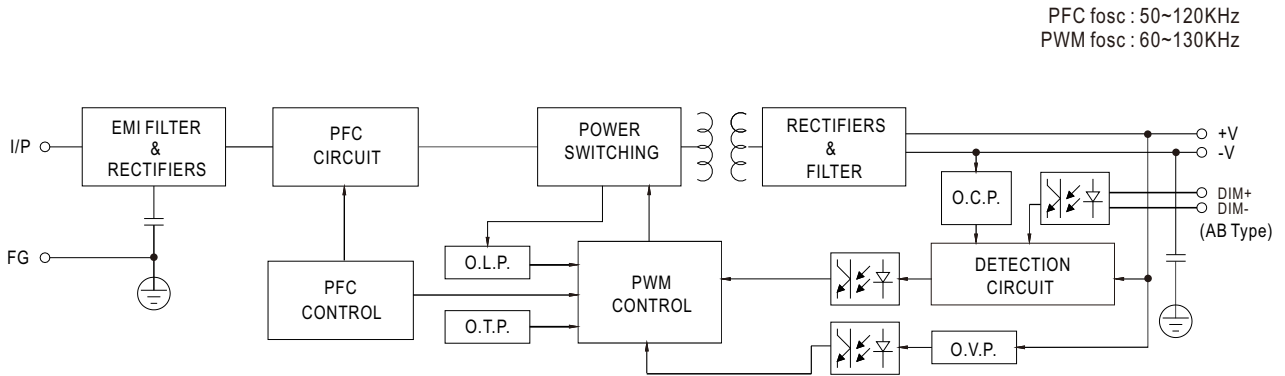 PFC fosc : 50~120KHz
PWM fosc : 60~130KHz
I/P
EMI FILTER
&
RECTIFIERS
PFC
CIRCUIT
POWER
SWITCHING
RECTIFIERS
&
FILTER
+V
-V
O.C.P.
DIM+
DIM-
(AB Type)
FG
O.L.P.
PFC
CONTROL
PWM
CONTROL
DETECTION
CIRCUIT
O.T.P.
O.V.P.